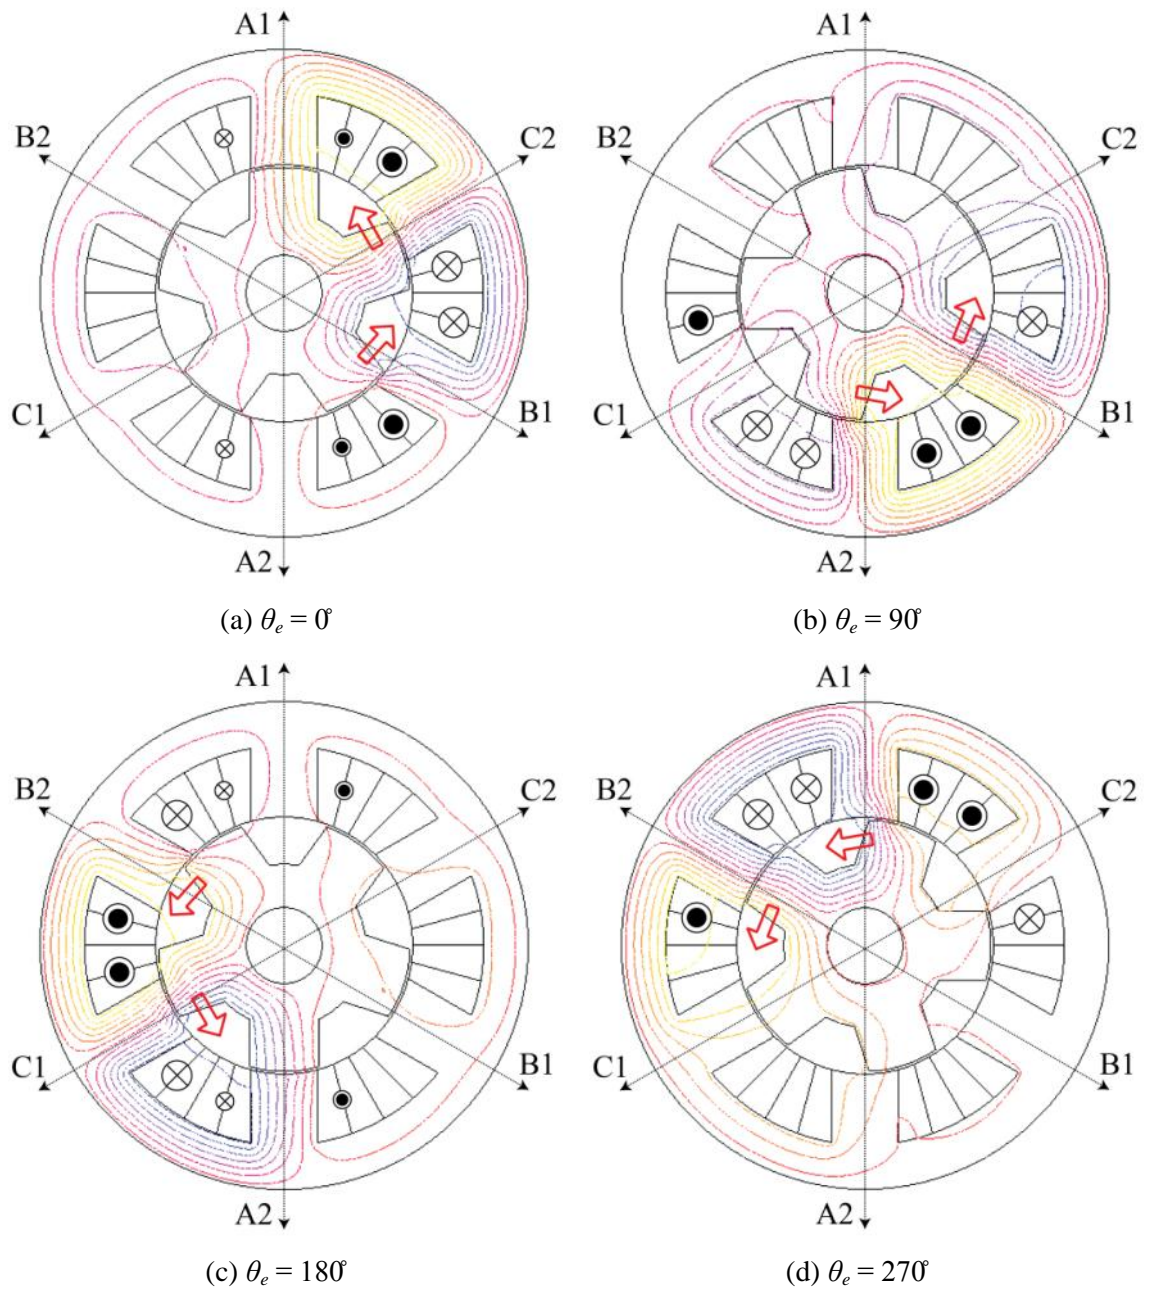 A1 A1
B2 C2 B2 C2
C1 B1 C1 B1
A2 A2
(a) θe = 0° (b) θe = 90°
A1 A1
B2 C2 B2 C2
C1 B1 C1 B1
A2 A2
(c) θe = 180° (d) θe = 270°